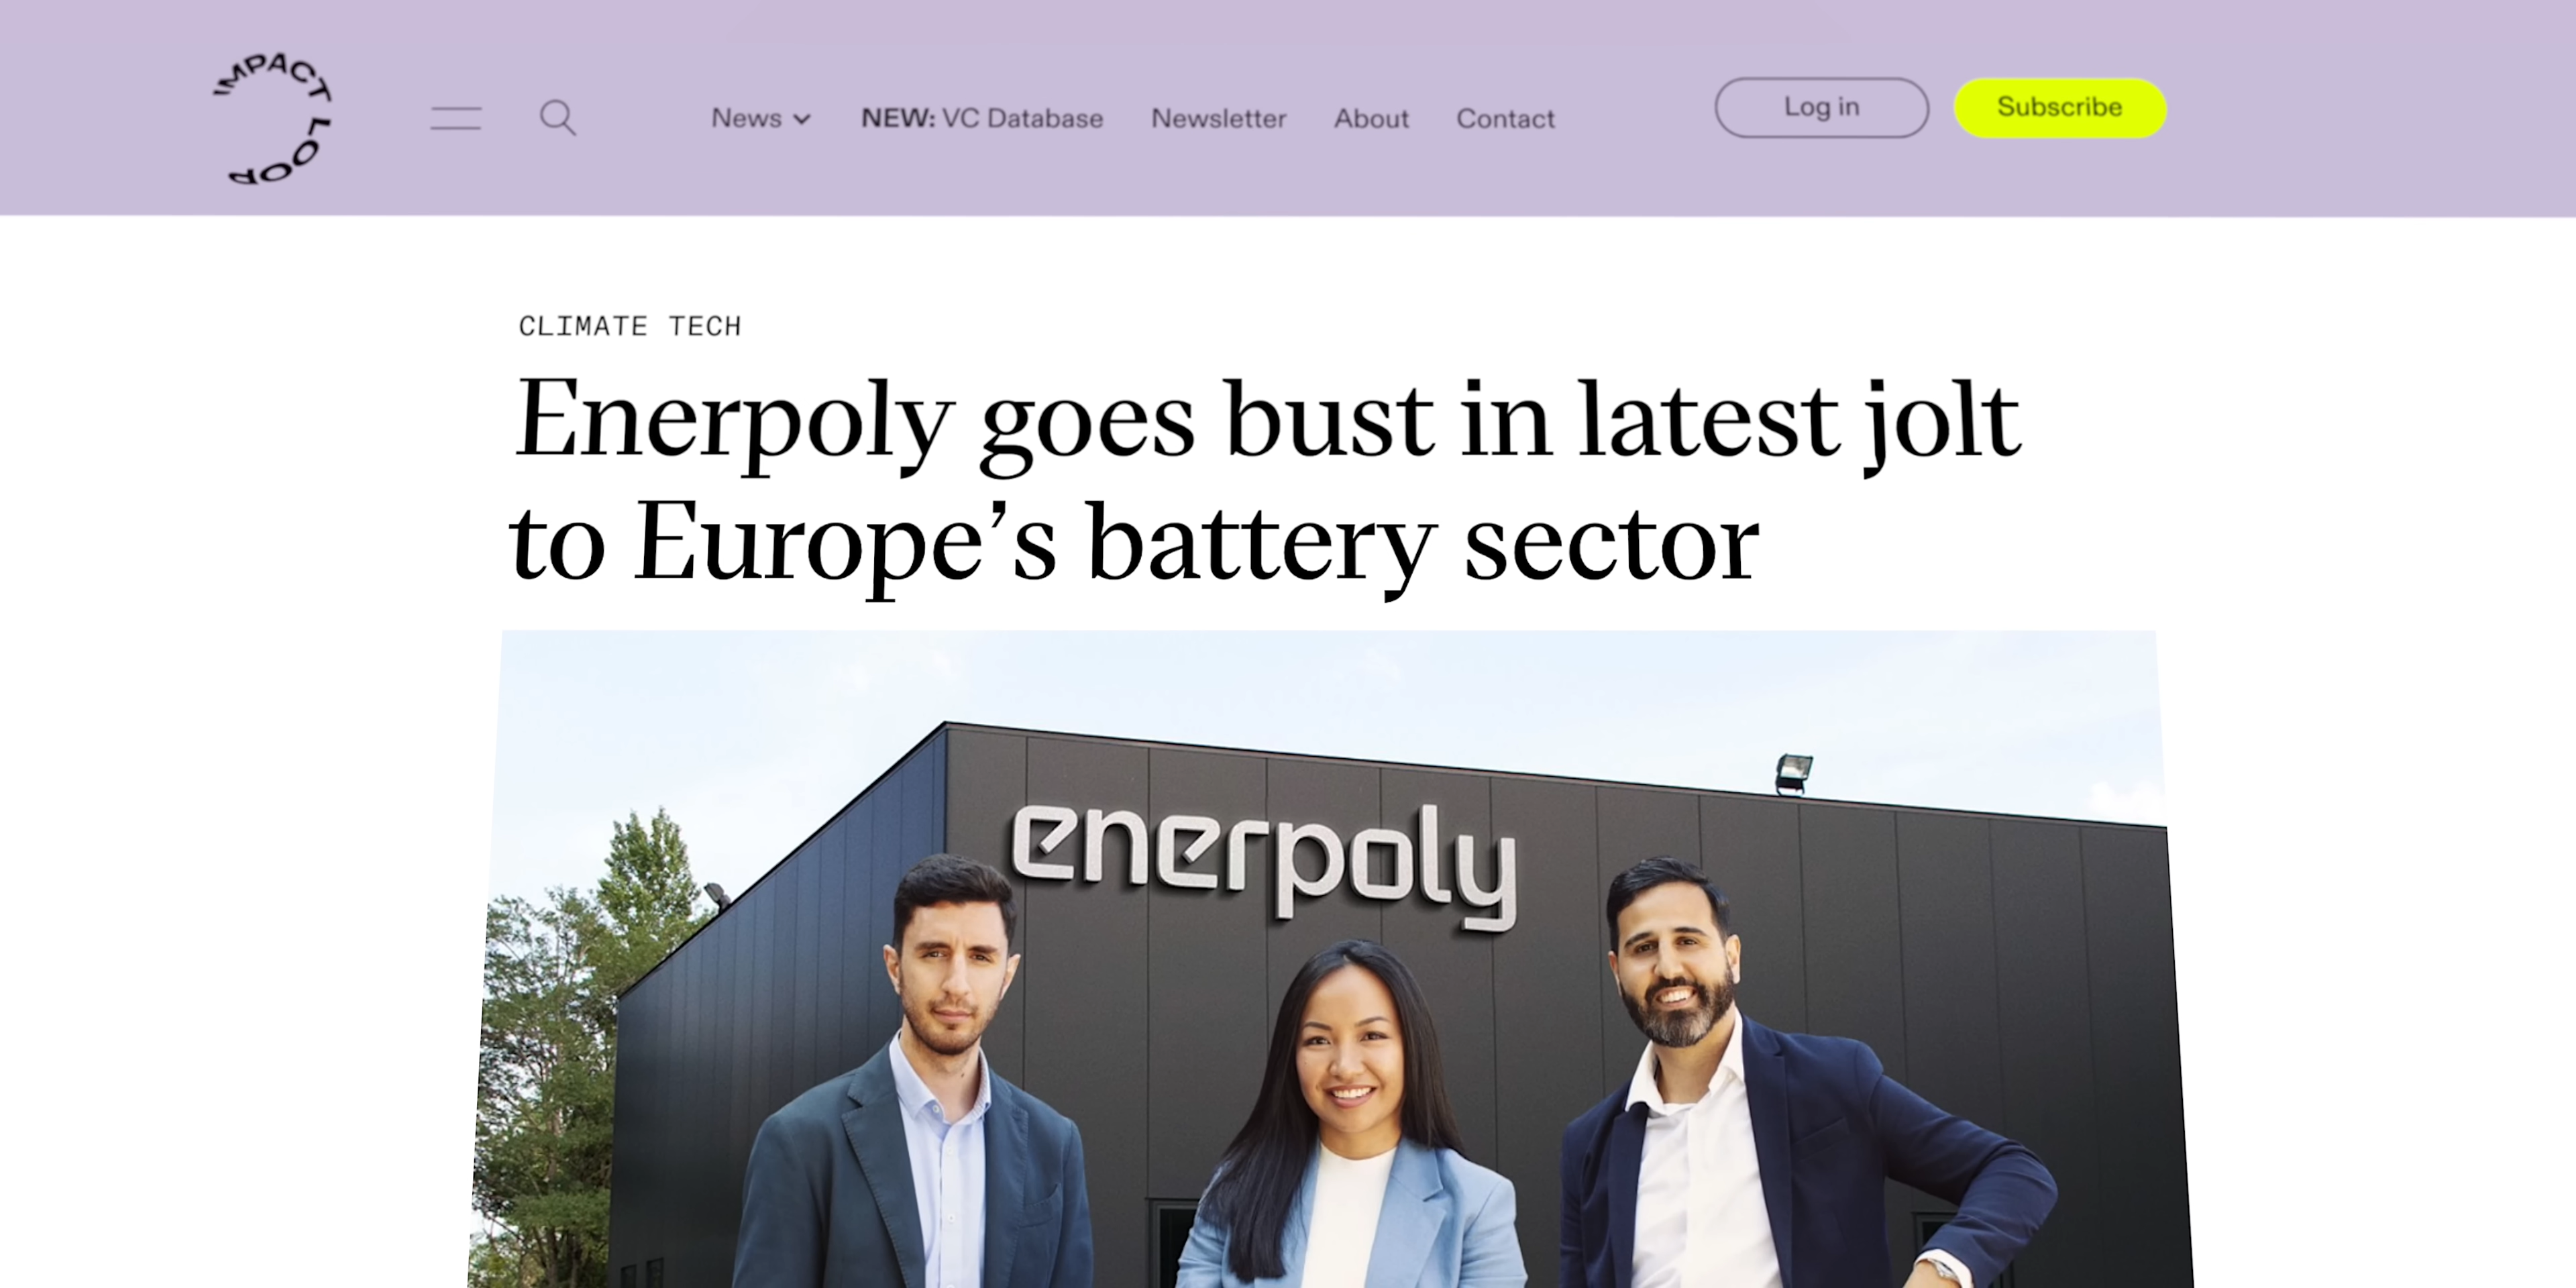 IMPACT LOOP
News NEW: VC Database Newsletter About Contact Log in Subscribe
CLIMATE TECH
Enerpoly goes bust in latest jolt
to Europe’s battery sector
enerpoly